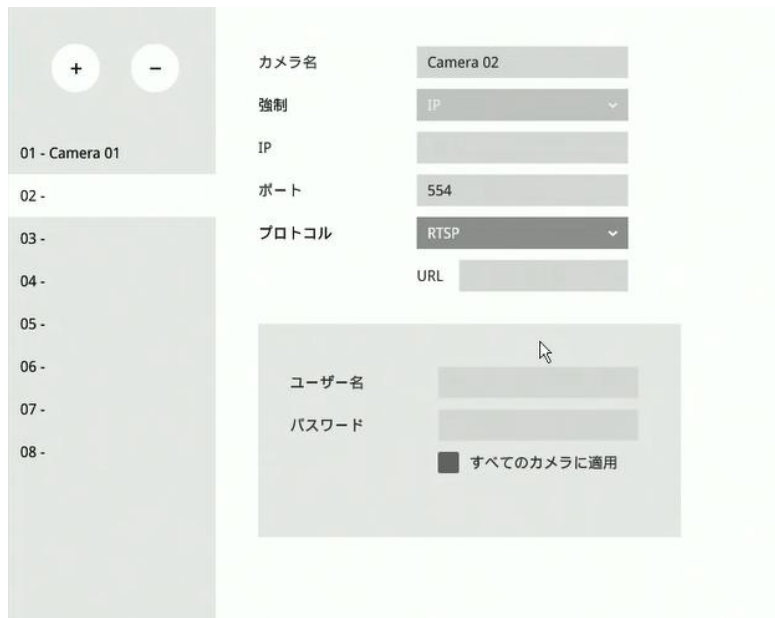 + −
01 - Camera 01
02 -
03 -
04 -
05 -
06 -
07 -
08 -
カメラ名 Camera 02
強制 IP
IP
ポート 554
プロトコル RTSP
URL
ユーザー名
パスワード
すべてのカメラに適用